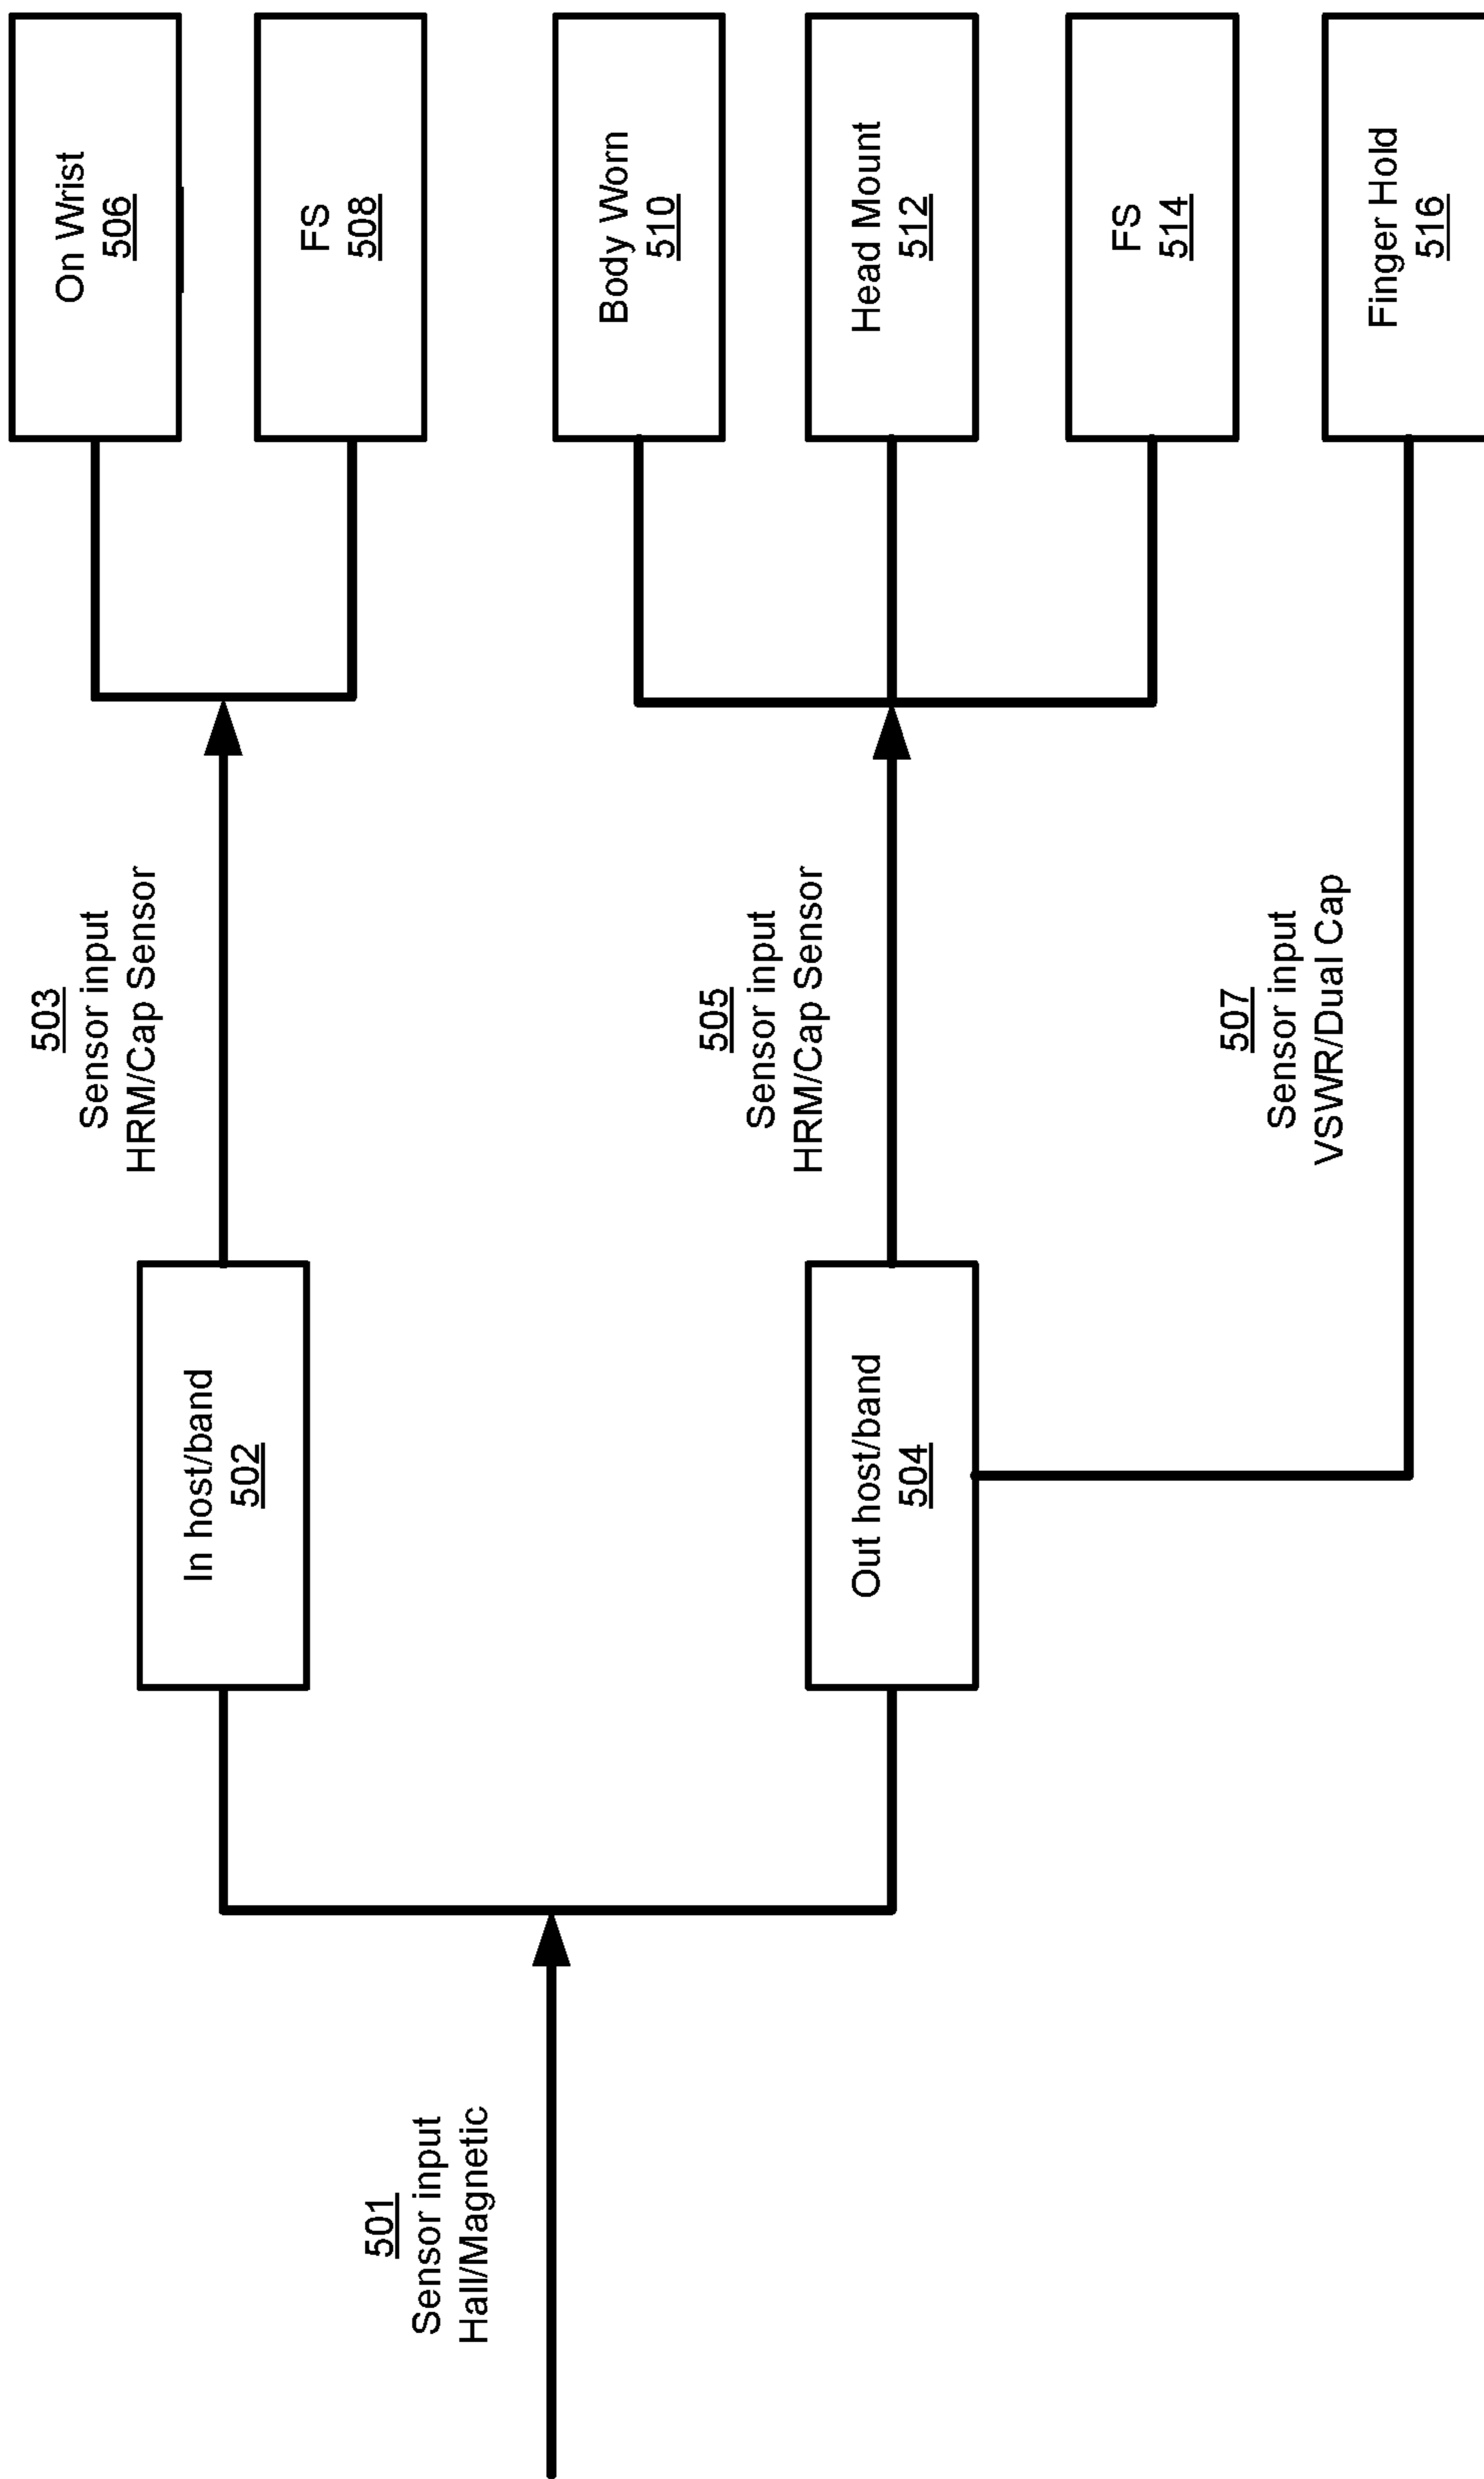 501
Sensor input
Hall/Magnetic
In host/band
502
Out host/band
504
503
Sensor input
HRM/Cap Sensor
505
Sensor input
HRM/Cap Sensor
507
Sensor input
VSWR/Dual Cap
On Wrist
506
FS
508
Body Worn
510
Head Mount
512
FS
514
Finger Hold
516